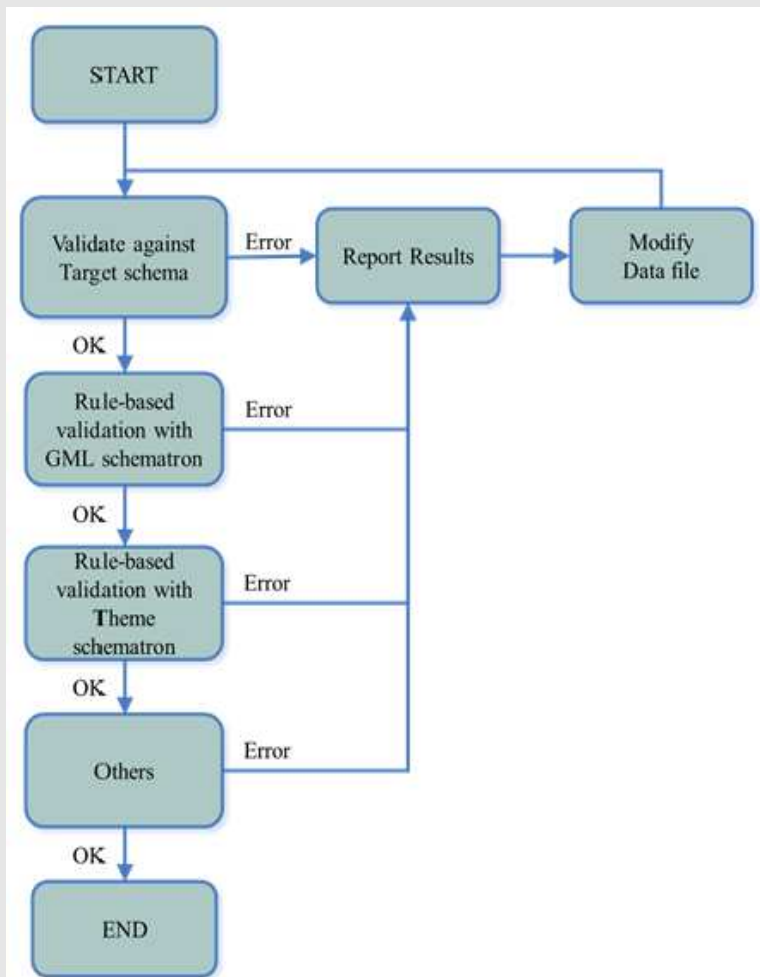 START
Validate against
Target schema
Error
Report Results
Modify
Data file
OK
Rule-based
validation with
GML schematron
Error
OK
Rule-based
validation with
Theme
schematron
Error
OK
Others
Error
OK
END